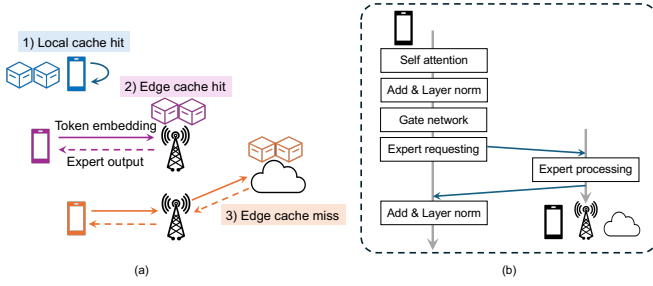 1) Local cache hit
2) Edge cache hit
Token embedding
Expert output
3) Edge cache miss
(a)
Self attention
Add & Layer norm
Gate network
Expert requesting
Expert processing
Add & Layer norm
(b)